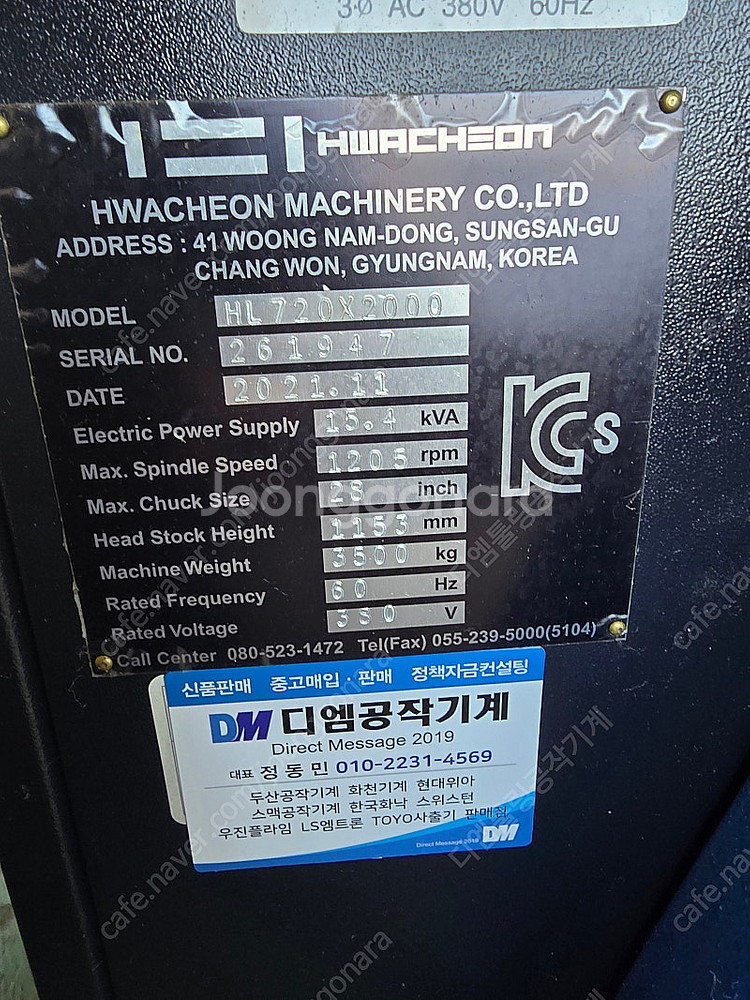 3Ø AC 380V 60Hz
HWACHEON
HWACHEON MACHINERY CO.,LTD
ADDRESS : 41 WOONG NAM-DONG, SUNGSAN-GU
CHANG WON, GYUNGNAM, KOREA
MODEL HL720X2000
SERIAL NO. 261947
DATE 2021.11
Electric Power Supply 15.4 kVA
Max. Spindle Speed 1205 rpm
Max. Chuck Size 28 inch
Head Stock Height 1153 mm
Machine Weight 3500 kg
Rated Frequency 60 Hz
Rated Voltage 380 V
KCs
Call Center 080-523-1472 Tel(Fax) 055-239-5000(5104)
Joonggonara
신품판매 중고매입·판매 정책자금컨설팅
DM 디엠공작기계
Direct Message 2019
대표 정동민 010-2231-4569
두산공작기계 화천기계 현대위아
스맥공작기계 한국화낙 스위스턴
우진플라임 LS엠트론 TOYO사출기 판매점
Direct Message 2019 DM
cafe.naver.com/joonggonara